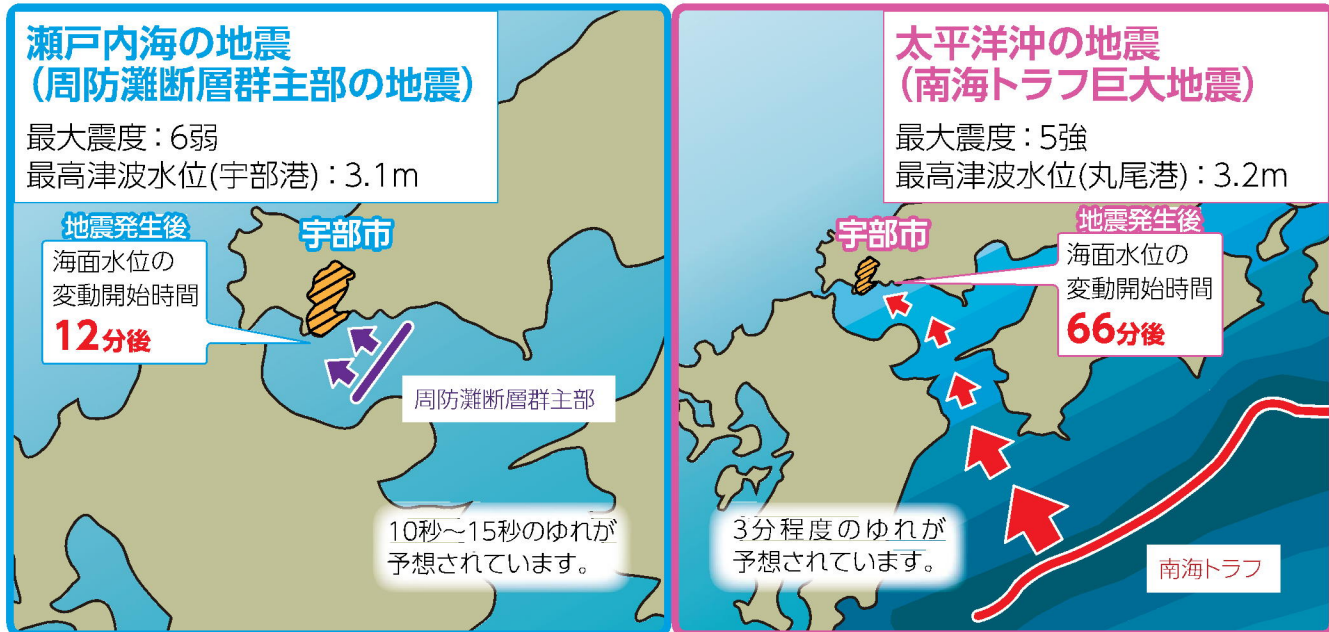 瀬戸内海の地震
（周防灘断層群主部の地震）
最大震度：6弱
最高津波水位(宇部港)：3.1m
地震発生後
海面水位の
変動開始時間
12分後
宇部市
周防灘断層群主部
10秒～15秒のゆれが
予想されています。
太平洋沖の地震
（南海トラフ巨大地震）
最大震度：5強
最高津波水位(丸尾港)：3.2m
宇部市
地震発生後
海面水位の
変動開始時間
66分後
3分程度のゆれが
予想されています。
南海トラフ